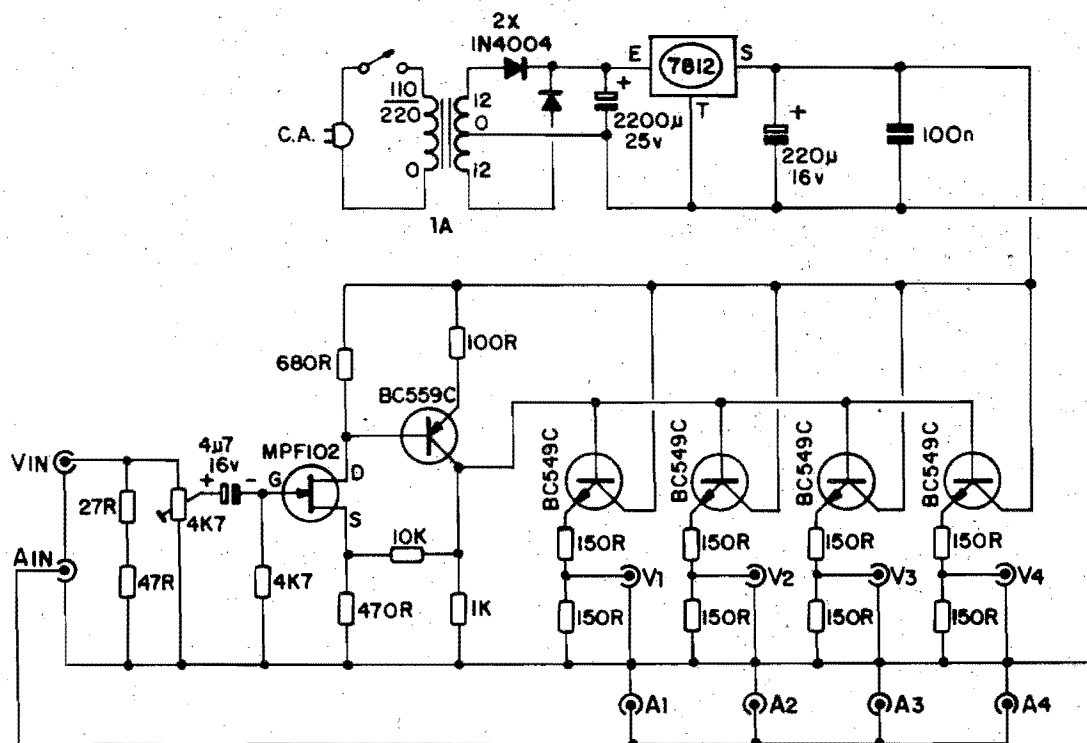 2X
1N4004
E
7812
S
T
110
220
0
12
0
12
C.A.
1A
+
2200μ
25v
+
220μ
16v
100n
680R
100R
BC559C
MPF102
4μ7
16v
+
-
G
D
S
VIN
AIN
27R
47R
4K7
4K7
10K
470R
1K
BC549C
BC549C
BC549C
BC549C
150R
150R
150R
150R
V1
V2
V3
V4
150R
150R
150R
150R
A1
A2
A3
A4